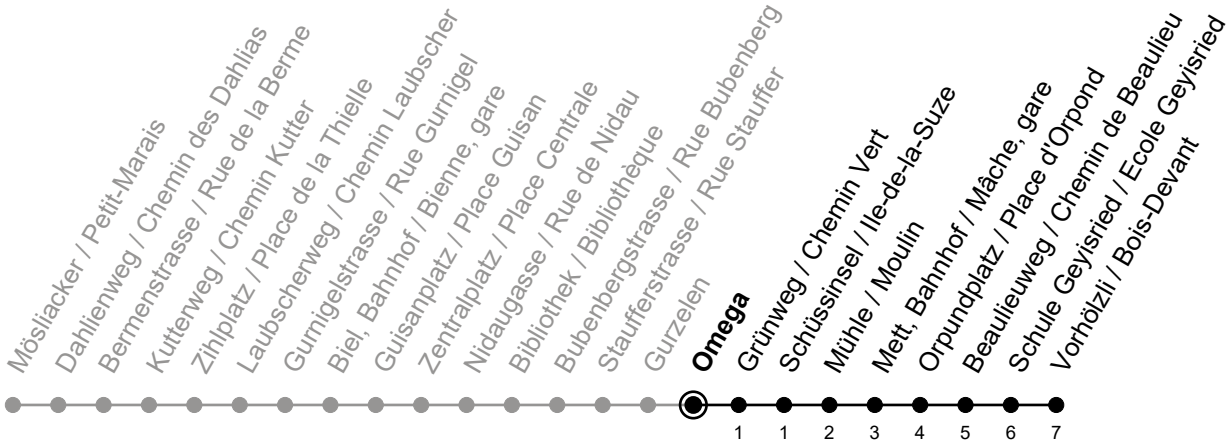 Mösliacker / Petit-Marais
Dahlienweg / Chemin des Dahlias
Bermenstrasse / Rue de la Berme
Kutterweg / Chemin Kutter
Zihlplatz / Place de la Thielle
Laubscherweg / Chemin Laubscher
Gurnigelstrasse / Rue Gurnigel
Biel, Bahnhof / Bienne, gare
Guisanplatz / Place Guisan
Zentralplatz / Place Centrale
Nidaugasse / Rue de Nidau
Bibliothek / Bibliothèque
Bubenbergstrasse / Rue Bubenberg
Staufferstrasse / Rue Stauffer
Gurzelen
Omega
Grünweg / Chemin Vert
Schüssinsel / Ile-de-la-Suze
Mühle / Moulin
Mett, Bahnhof / Mâche, gare
Orpundplatz / Place d'Orpond
Beaulieuweg / Chemin de Beaulieu
Schule Geyisried / Ecole Geyisried
Vorhölzli / Bois-Devant
1 1 2 3 4 5 6 7